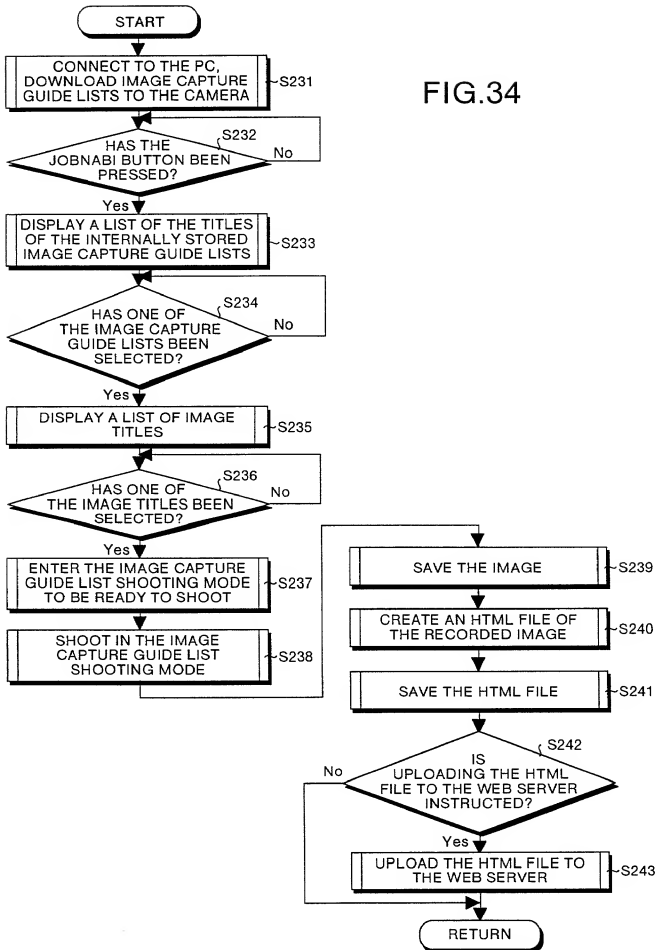 START
CONNECT TO THE PC,
DOWNLOAD IMAGE CAPTURE
GUIDE LISTS TO THE CAMERA
S231
FIG.34
S232
HAS THE
JOBNABI BUTTON BEEN
PRESSED?
No
Yes
DISPLAY A LIST OF THE TITLES
OF THE INTERNALLY STORED
IMAGE CAPTURE GUIDE LISTS
S233
S234
HAS ONE OF
THE IMAGE CAPTURE
GUIDE LISTS BEEN
SELECTED?
No
Yes
DISPLAY A LIST OF IMAGE
TITLES
S235
S236
HAS ONE OF
THE IMAGE TITLES BEEN
SELECTED?
No
Yes
ENTER THE IMAGE CAPTURE
GUIDE LIST SHOOTING MODE
TO BE READY TO SHOOT
S237
SHOOT IN THE IMAGE
CAPTURE GUIDE LIST
SHOOTING MODE
S238
SAVE THE IMAGE
S239
CREATE AN HTML FILE OF
THE RECORDED IMAGE
S240
SAVE THE HTML FILE
S241
S242
IS
UPLOADING THE HTML
FILE TO THE WEB SERVER
INSTRUCTED?
No
Yes
UPLOAD THE HTML FILE TO
THE WEB SERVER
S243
RETURN